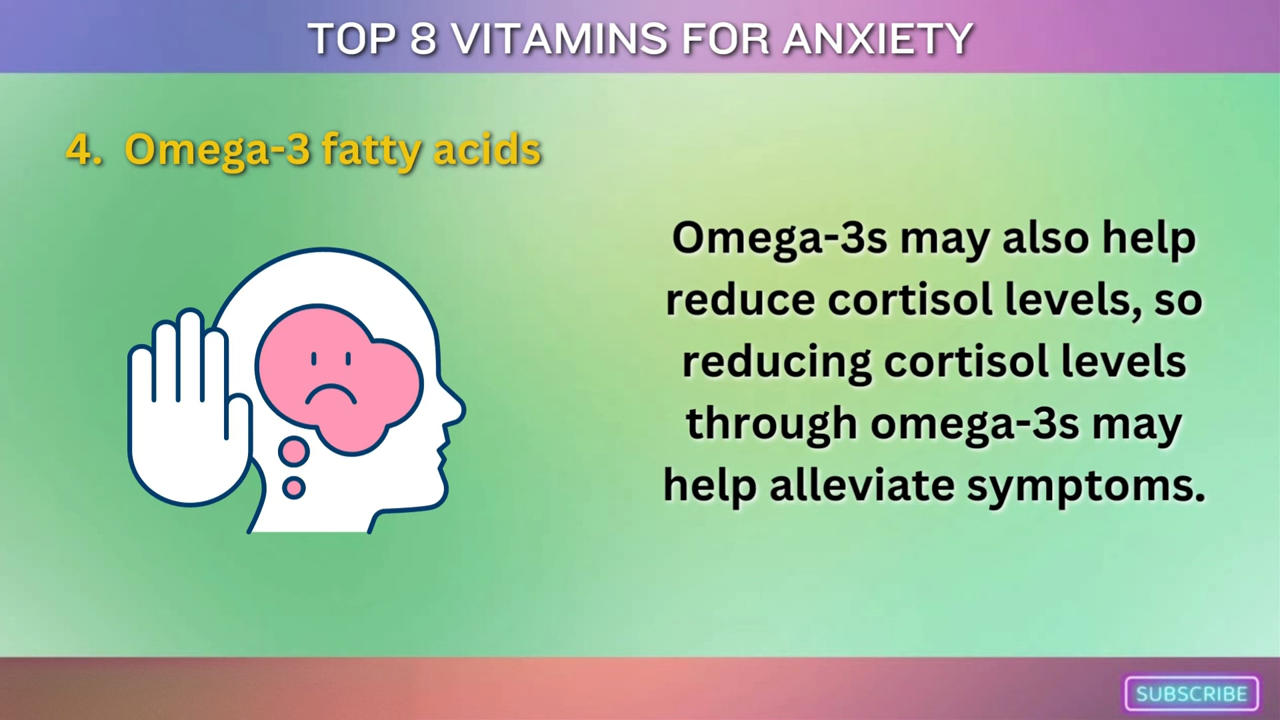 TOP 8 VITAMINS FOR ANXIETY
4. Omega-3 fatty acids
Omega-3s may also help
reduce cortisol levels, so
reducing cortisol levels
through omega-3s may
help alleviate symptoms.
SUBSCRIBE